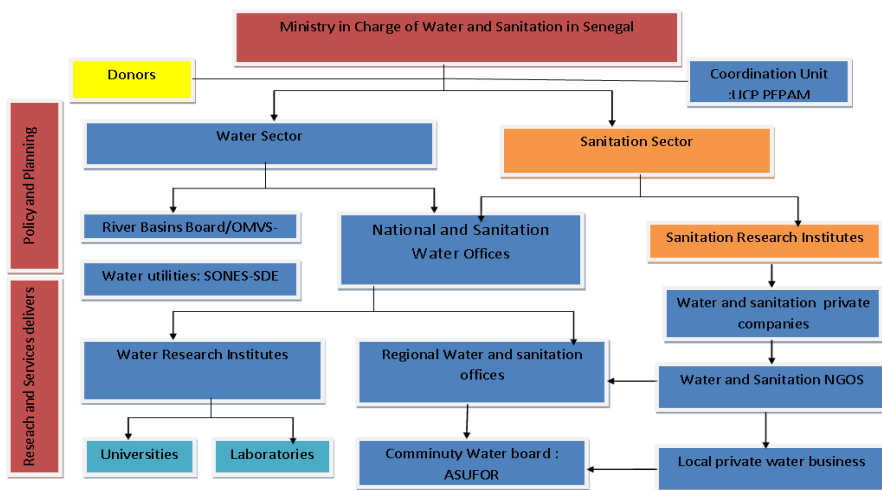 Ministry in Charge of Water and Sanitation in Senegal
Donors
Coordination Unit
:UCP PEPAM
Policy and Planning
Water Sector
Sanitation Sector
River Basins Board/OMVS-
National and Sanitation
Water Offices
Sanitation Research Institutes
Water utilities: SONES-SDE
Reseach and Services delivers
Water and sanitation private
companies
Water Research Institutes
Regional Water and sanitation
offices
Water and Sanitation NGOS
Universities
Laboratories
Comminuty Water board :
ASUFOR
Local private water business